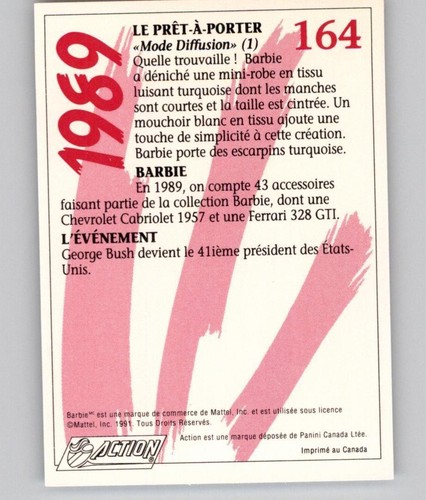 1989
LE PRÊT-À-PORTER
«Mode Diffusion» (1)
164
Quelle trouvaille ! Barbie
a déniché une mini-robe en tissu
luisant turquoise dont les manches
sont courtes et la taille est cintrée. Un
mouchoir blanc en tissu ajoute une
touche de simplicité à cette création.
Barbie porte des escarpins turquoise.
BARBIE
En 1989, on compte 43 accessoires
faisant partie de la collection Barbie, dont une
Chevrolet Cabriolet 1957 et une Ferrari 328 GTI.
L'ÉVÉNEMENT
George Bush devient le 41ième président des États-
Unis.
Barbie est une marque de commerce de Mattel, Inc. et est utilisée sous licence
©Mattel, Inc. 1991. Tous Droits Réservés.
Action est une marque déposée de Panini Canada Ltée.
ACTION®
Imprimé au Canada